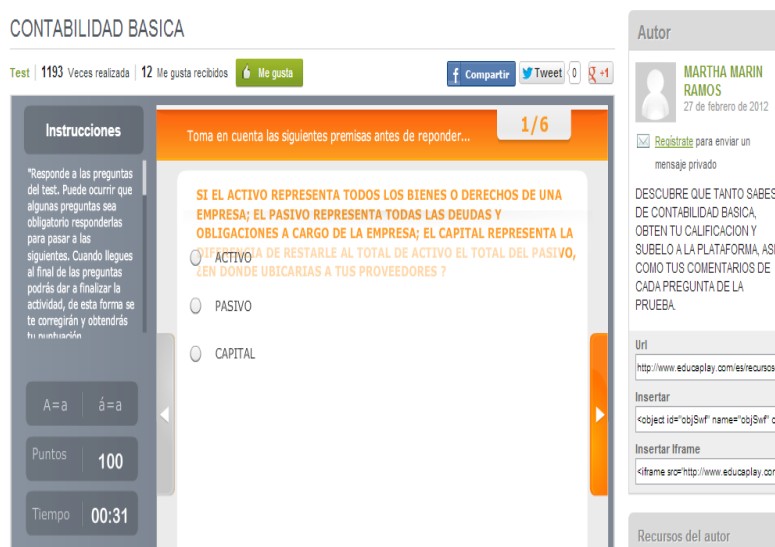 CONTABILIDAD BASICA
Test | 1193 Veces realizada | 12 Me gusta recibidos Me gusta
Compartir Tweet 0 +1
Instrucciones
"Responde a las preguntas
del test. Puede ocurrir que
algunas preguntas sea
obligatorio responderlas
para pasar a las
siguientes. Cuando llegues
al final de las preguntas
podrás dar a finalizar la
actividad, de esta forma se
te corregirán y obtendrás
tu puntuación
A=a á=a
Puntos 100
Tiempo 00:31
Toma en cuenta las siguientes premisas antes de reponder...
1/6
SI EL ACTIVO REPRESENTA TODOS LOS BIENES O DERECHOS DE UNA
EMPRESA; EL PASIVO REPRESENTA TODAS LAS DEUDAS Y
OBLIGACIONES A CARGO DE LA EMPRESA; EL CAPITAL REPRESENTA LA
DIFERENCIA DE RESTARLE AL TOTAL DE ACTIVO EL TOTAL DEL PASIVO,
¿EN DONDE UBICARIAS A TUS PROVEEDORES ?
ACTIVO
PASIVO
CAPITAL
Autor
MARTHA MARIN
RAMOS
27 de febrero de 2012
Registrate para enviar un
mensaje privado
DESCUBRE QUE TANTO SABES
DE CONTABILIDAD BASICA,
OBTEN TU CALIFICACION Y
SUBELO A LA PLATAFORMA, ASI
COMO TUS COMENTARIOS DE
CADA PREGUNTA DE LA
PRUEBA.
Url
http://www.educaplay.com/es/recursos
Insertar
<object id="objSwf" name="objSwf" c
Insertar Iframe
<iframe src='http://www.educaplay.com
Recursos del autor